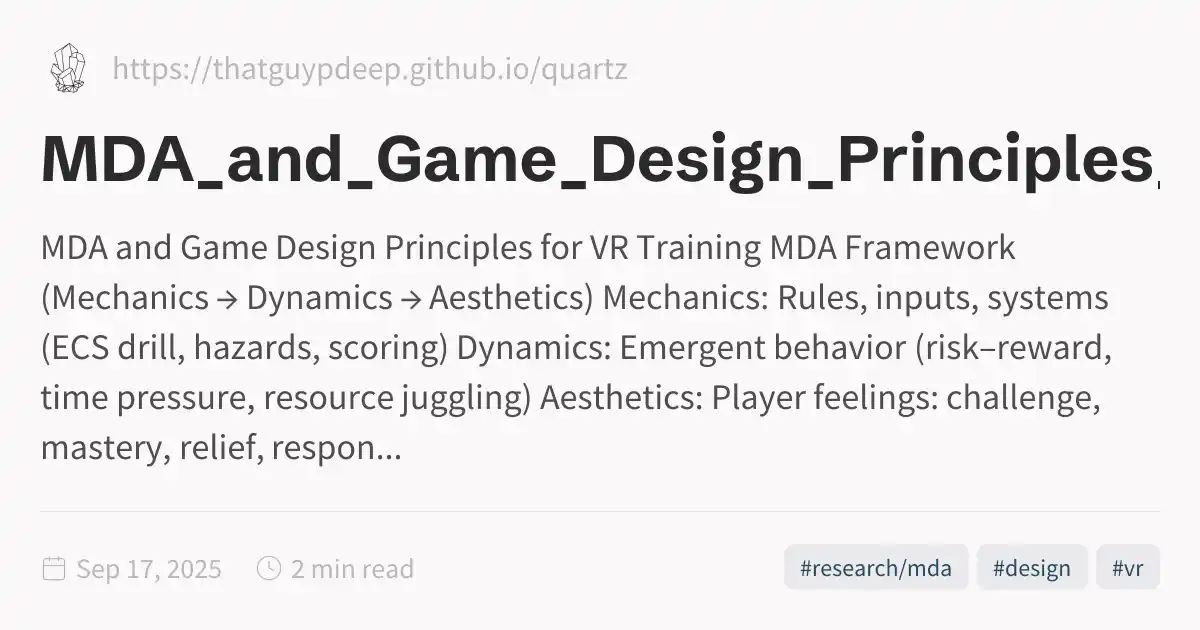 https://thatguypdeep.github.io/quartz
MDA_and_Game_Design_Principles_
MDA and Game Design Principles for VR Training MDA Framework
(Mechanics → Dynamics → Aesthetics) Mechanics: Rules, inputs, systems
(ECS drill, hazards, scoring) Dynamics: Emergent behavior (risk–reward,
time pressure, resource juggling) Aesthetics: Player feelings: challenge,
mastery, relief, respon...
Sep 17, 2025 2 min read #research/mda #design #vr